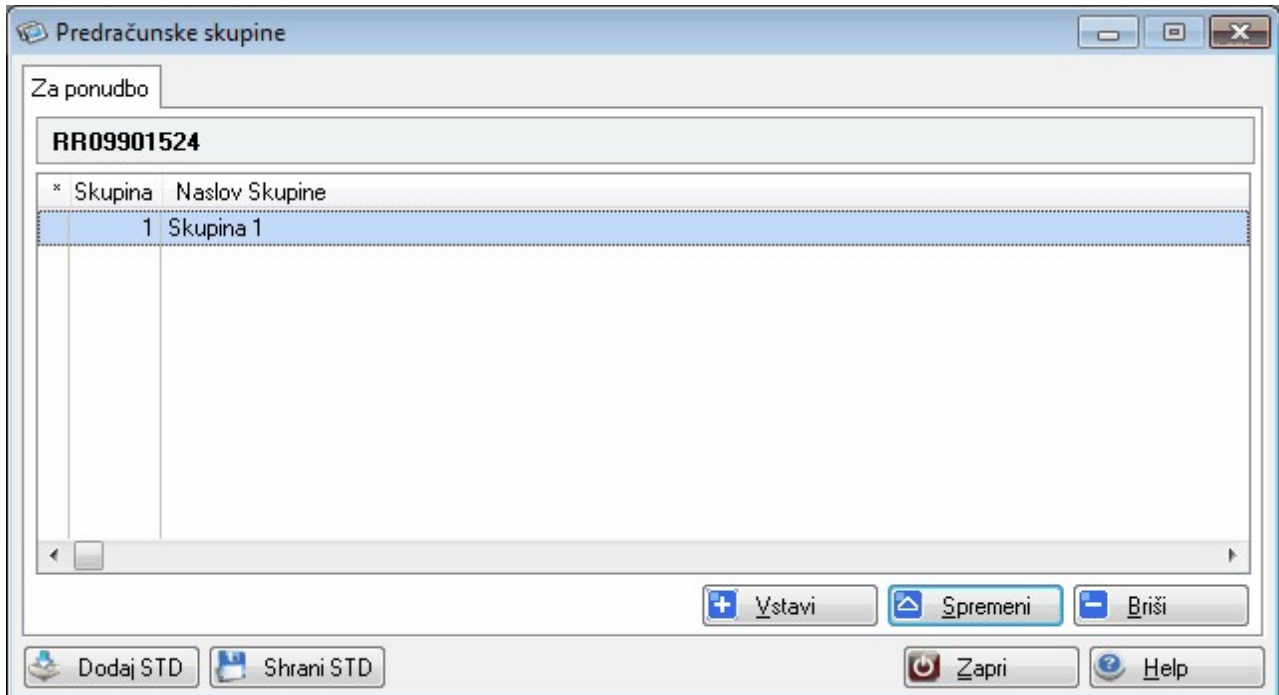 Predračunske skupine
Za ponudbo
RR09901524
* Skupina Naslov Skupine
1 Skupina 1
Vstavi Spremeni Briši
Dodaj STD Shrani STD Zapri Help